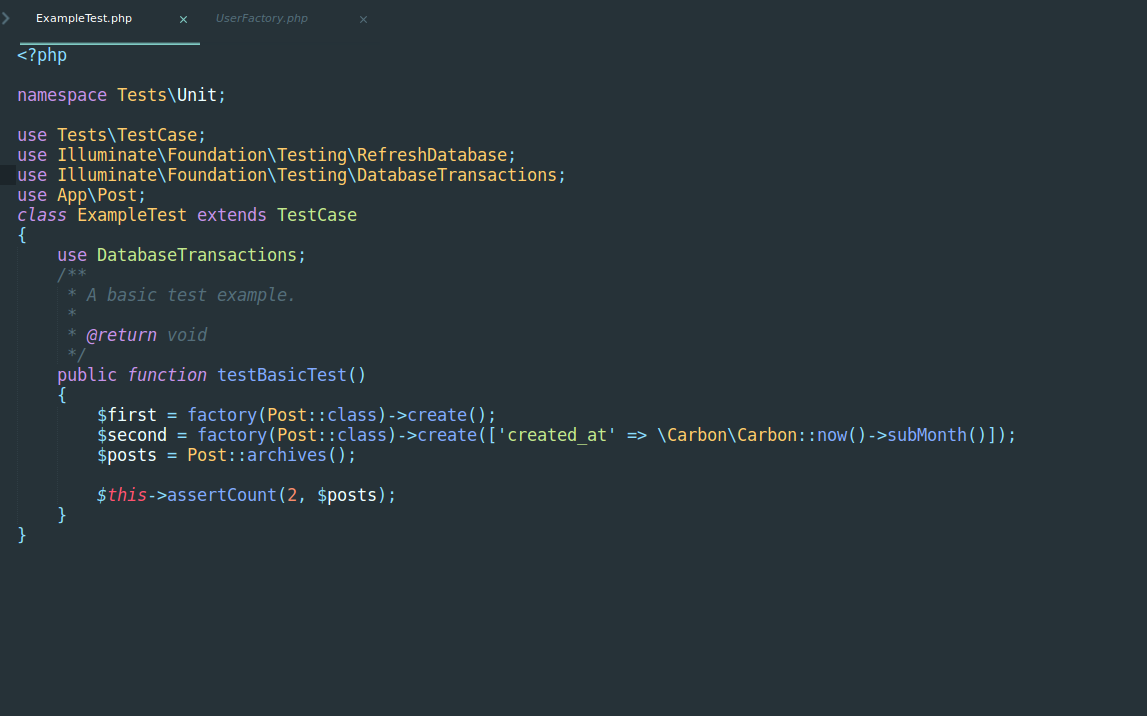 ExampleTest.php × UserFactory.php ×
<?php
namespace Tests\Unit;
use Tests\TestCase;
use Illuminate\Foundation\Testing\RefreshDatabase;
use Illuminate\Foundation\Testing\DatabaseTransactions;
use App\Post;
class ExampleTest extends TestCase
{
    use DatabaseTransactions;
    /**
     * A basic test example.
     *
     * @return void
     */
    public function testBasicTest()
    {
        $first = factory(Post::class)->create();
        $second = factory(Post::class)->create(['created_at' => \Carbon\Carbon::now()->subMonth()]);
        $posts = Post::archives();
        $this->assertCount(2, $posts);
    }
}